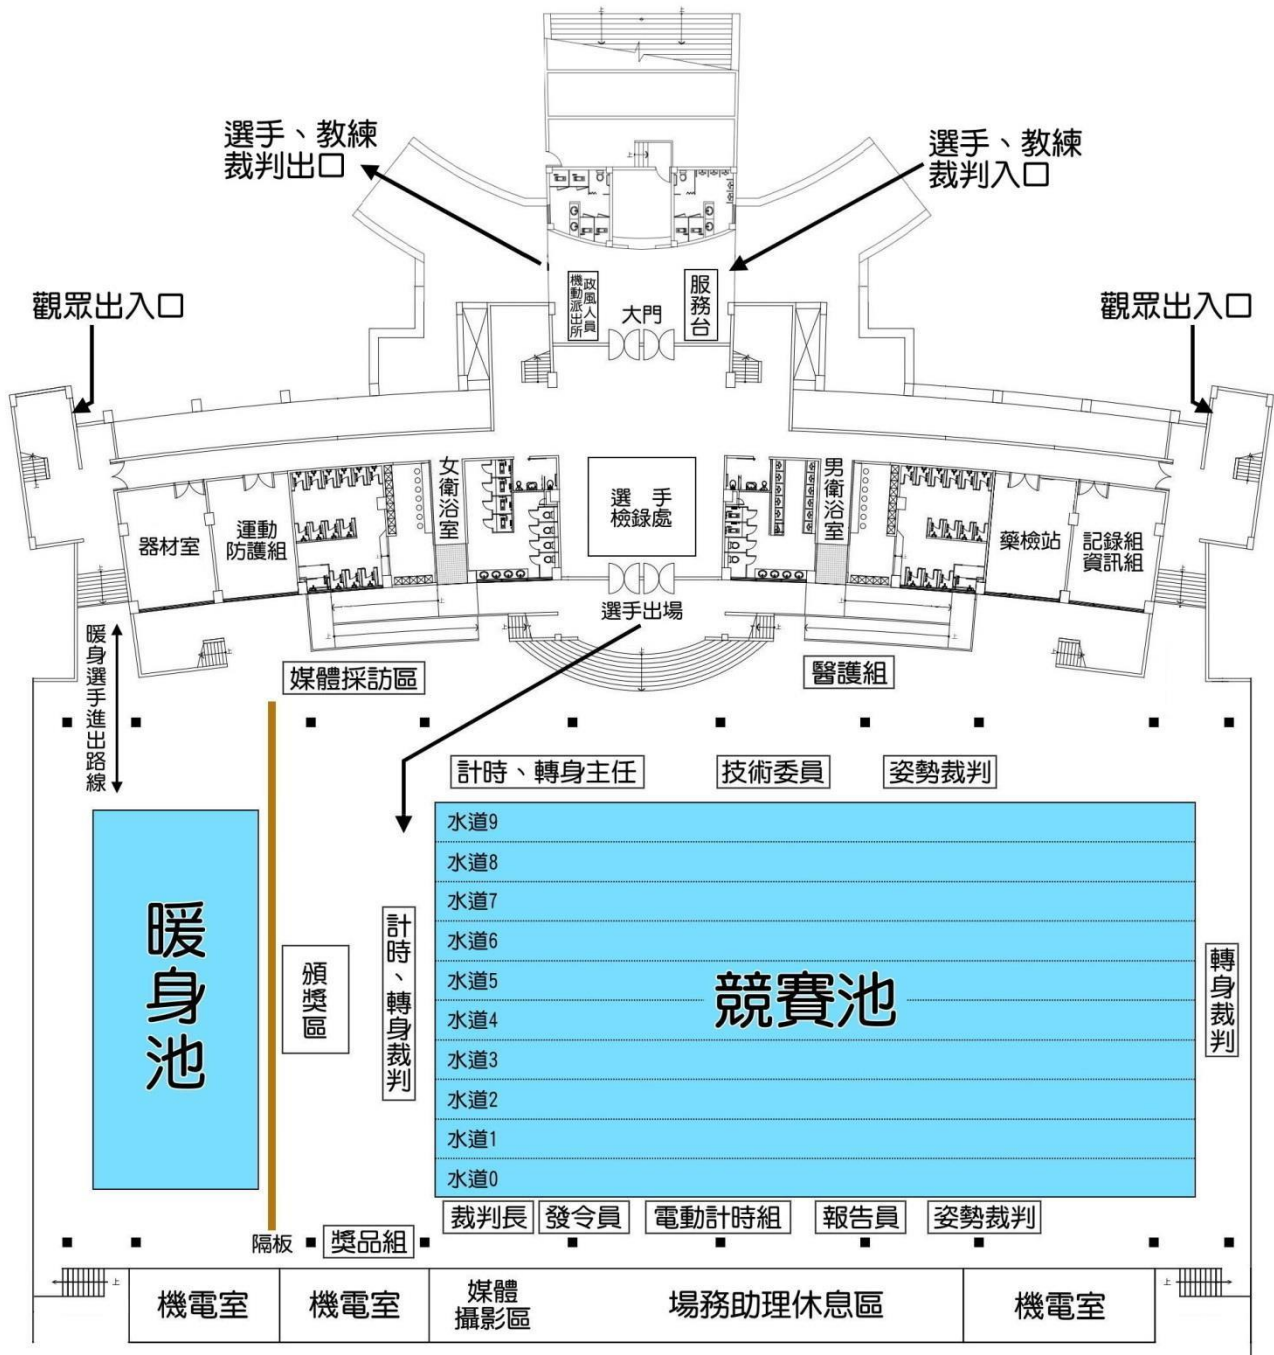 選手、教練
裁判出口
選手、教練
裁判入口
觀眾出入口
觀眾出入口
政風人員
機動派出所
大門
服務台
器材室
運動
防護組
女衛浴室
選手
檢錄處
男衛浴室
藥檢站
記錄組
資訊組
選手出場
暖身選手進出路線
媒體採訪區
醫護組
計時、轉身主任
技術委員
姿勢裁判
水道9
水道8
水道7
水道6
水道5
水道4
水道3
水道2
水道1
水道0
暖身池
頒獎區
計時、轉身裁判
競賽池
轉身裁判
裁判長
發令員
電動計時組
報告員
姿勢裁判
隔板
獎品組
機電室
機電室
媒體
攝影區
場務助理休息區
機電室